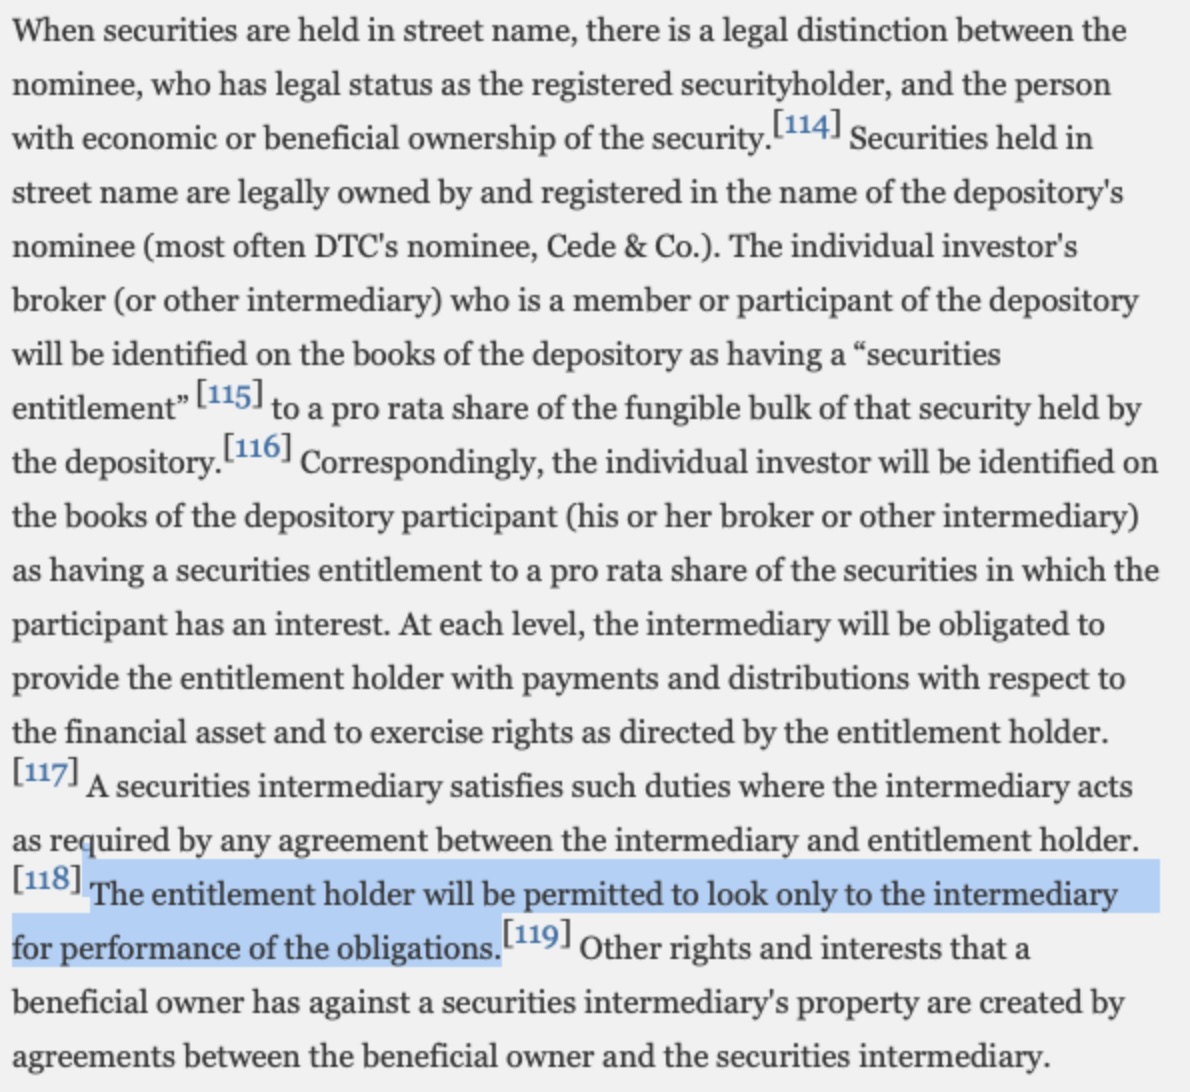 When securities are held in street name, there is a legal distinction between the
nominee, who has legal status as the registered securityholder, and the person
with economic or beneficial ownership of the security.[114] Securities held in
street name are legally owned by and registered in the name of the depository's
nominee (most often DTC's nominee, Cede & Co.). The individual investor's
broker (or other intermediary) who is a member or participant of the depository
will be identified on the books of the depository as having a “securities
entitlement” [115] to a pro rata share of the fungible bulk of that security held by
the depository.[116] Correspondingly, the individual investor will be identified on
the books of the depository participant (his or her broker or other intermediary)
as having a securities entitlement to a pro rata share of the securities in which the
participant has an interest. At each level, the intermediary will be obligated to
provide the entitlement holder with payments and distributions with respect to
the financial asset and to exercise rights as directed by the entitlement holder.
[117] A securities intermediary satisfies such duties where the intermediary acts
as required by any agreement between the intermediary and entitlement holder.
[118] The entitlement holder will be permitted to look only to the intermediary
for performance of the obligations.[119] Other rights and interests that a
beneficial owner has against a securities intermediary's property are created by
agreements between the beneficial owner and the securities intermediary.